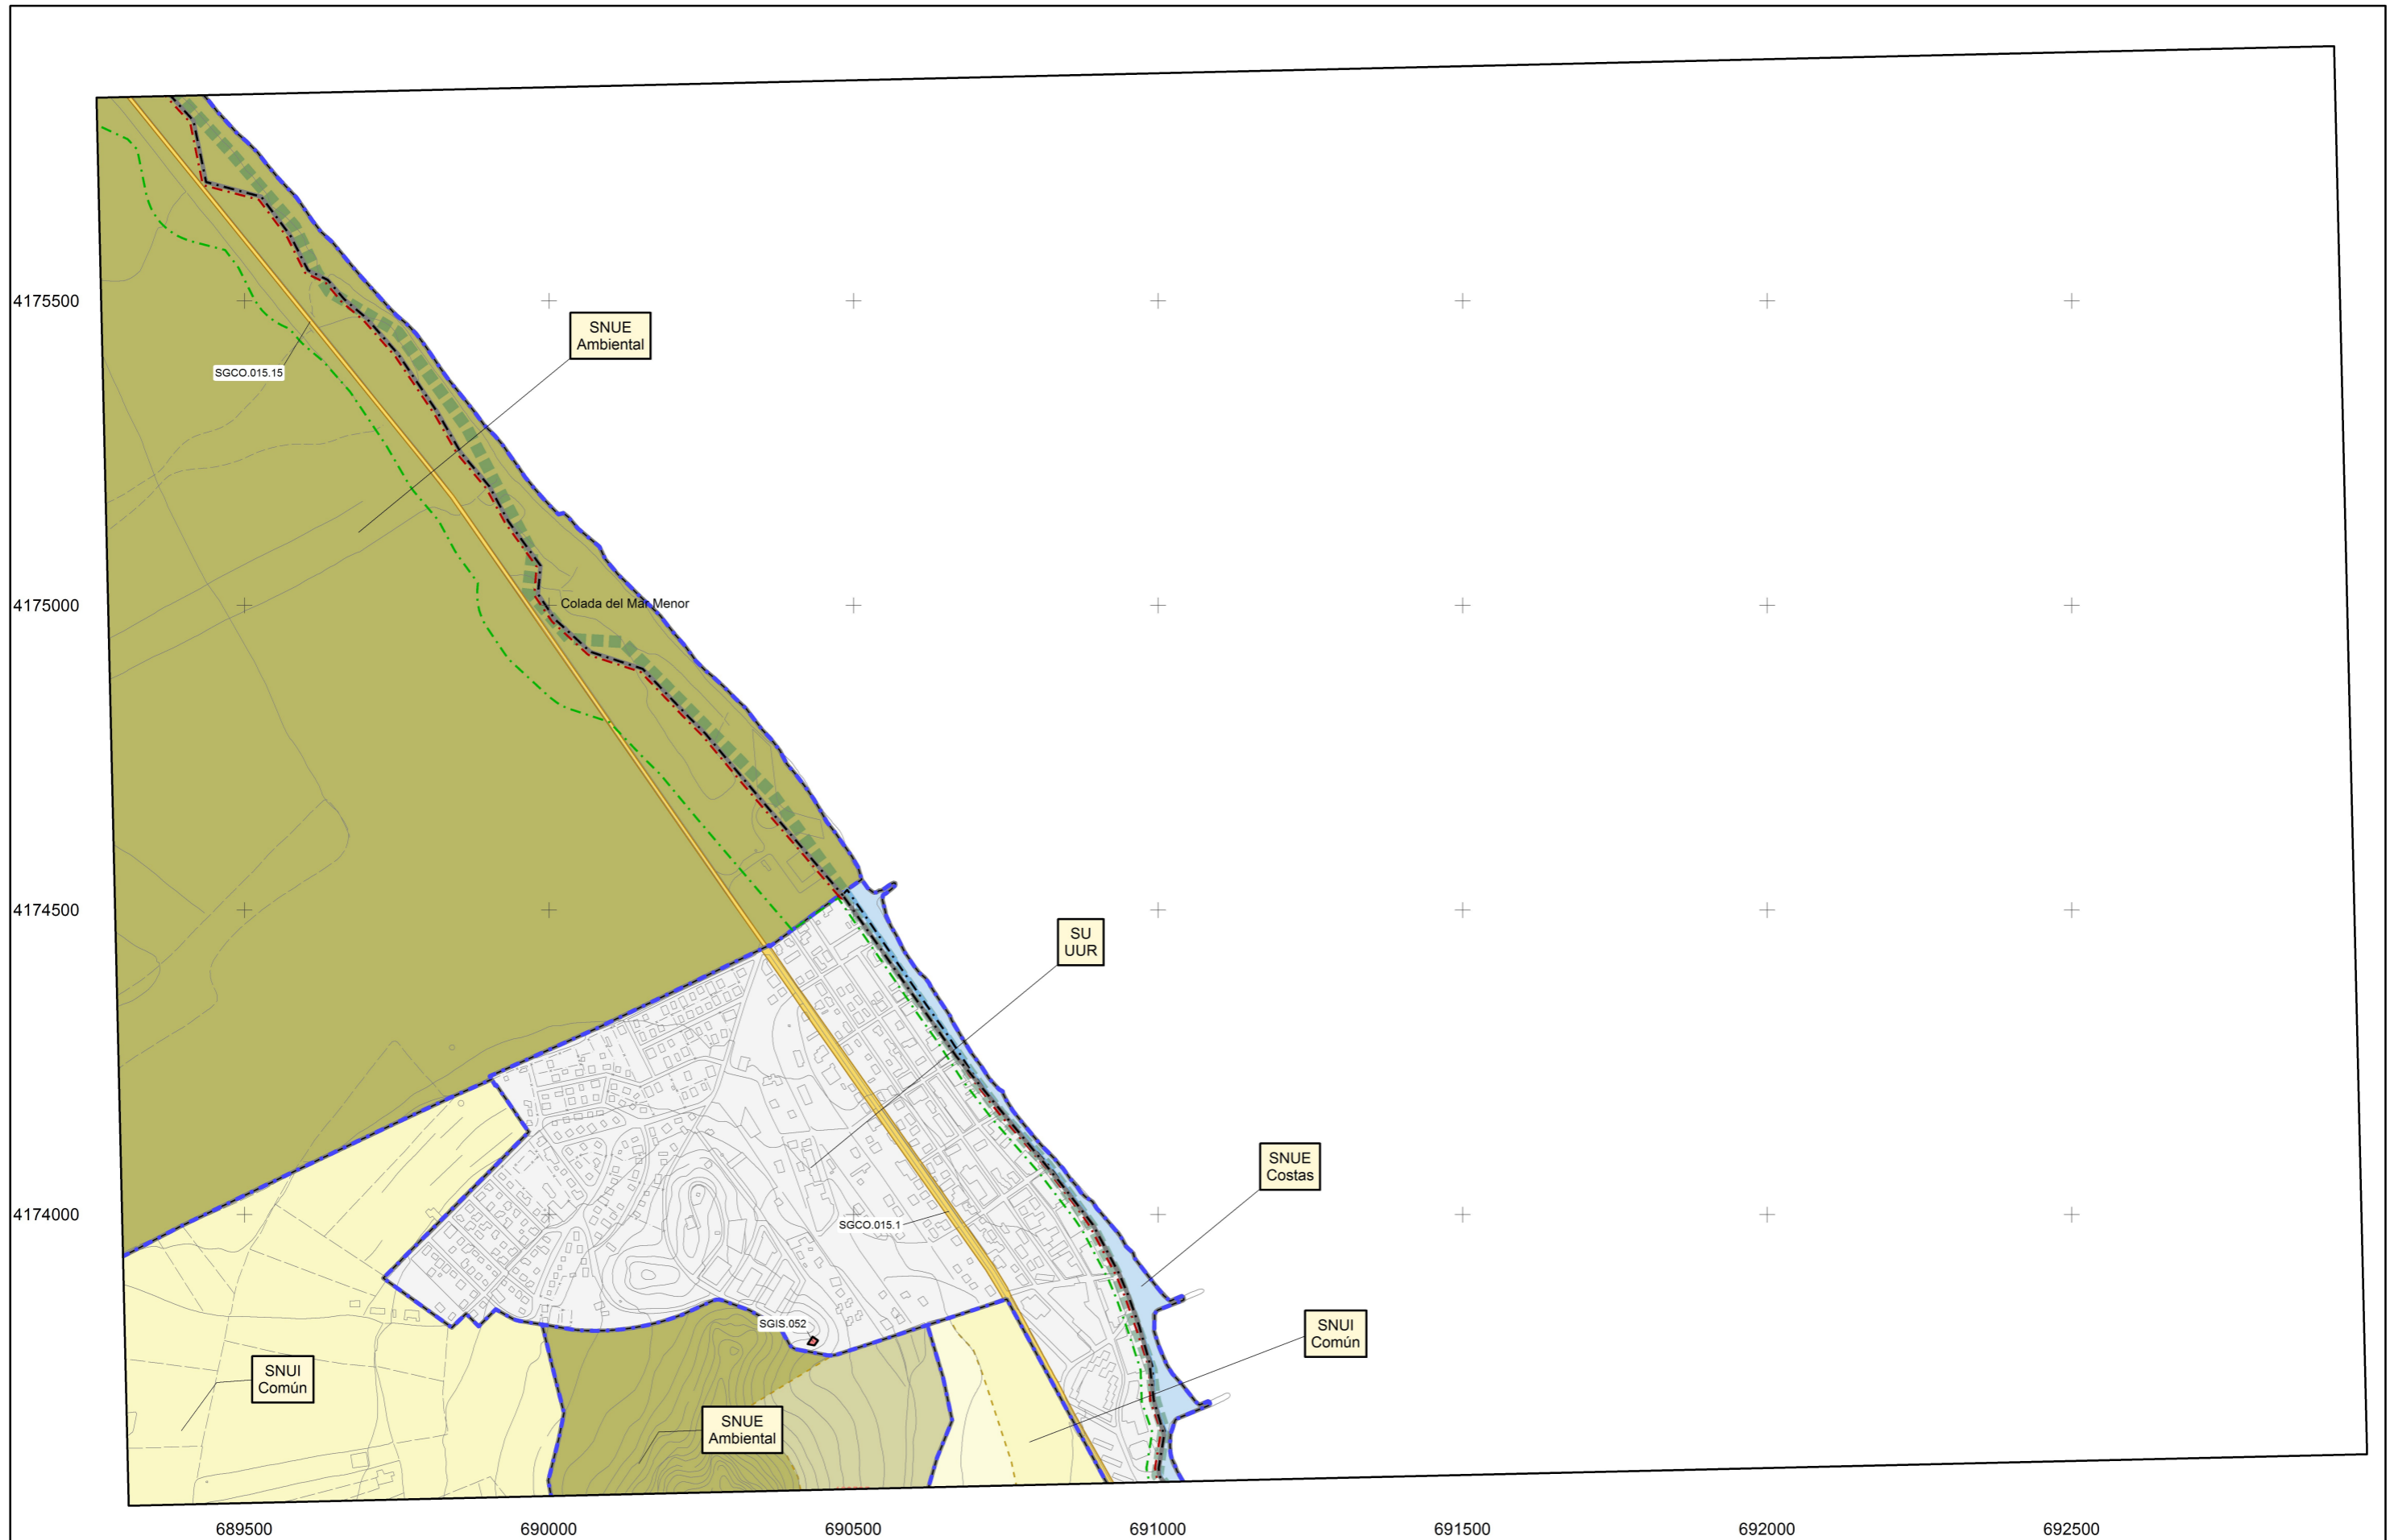 4175500
SNUE
Ambiental
SGCO.015.15
4175000
Colada del Mar Menor
4174500
SU
UUR
SNUE
Costas
4174000
SGCO.015.1
SGIS.052
SNUI
Común
SNUI
Común
SNUE
Ambiental
689500
690000
690500
691000
691500
692000
692500